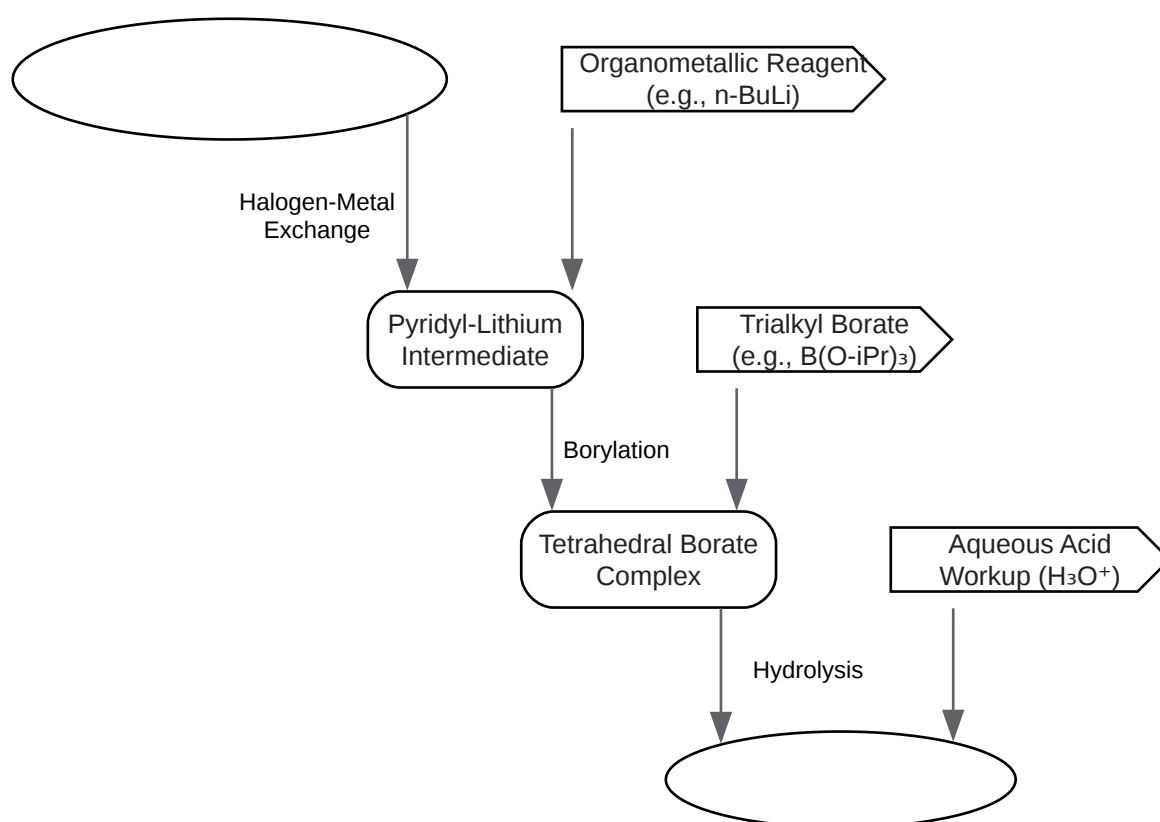 Organometallic Reagent
(e.g., n-BuLi)
Halogen-Metal
Exchange
Pyridyl-Lithium
Intermediate
Trialkyl Borate
(e.g., B(O-iPr)₃)
Borylation
Tetrahedral Borate
Complex
Aqueous Acid
Workup (H₃O⁺)
Hydrolysis